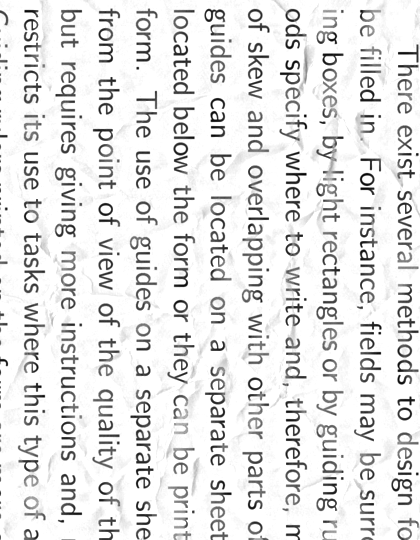 There exist several methods to design fo
be filled in. For instance, fields may be surro
ing boxes, by light rectangles or by guiding ru
ods specify where to write and, therefore, m
of skew and overlapping with other parts of
guides can be located on a separate sheet
located below the form or they can be print
form. The use of guides on a separate she
from the point of view of the quality of th
but requires giving more instructions and,
restricts its use to tasks where this type of a